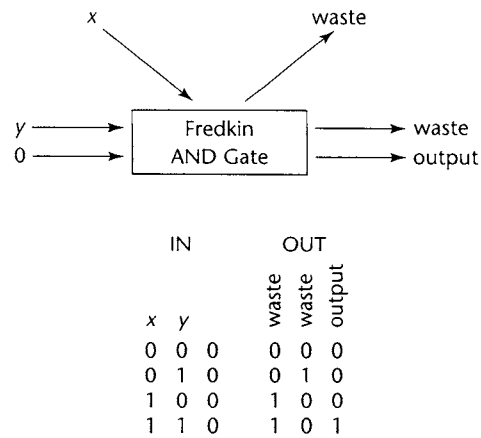 x waste
y Fredkin waste
0 AND Gate output
IN OUT
x y waste waste output
0 0 0 0 0 0
0 1 0 0 1 0
1 0 0 1 0 0
1 1 0 1 0 1